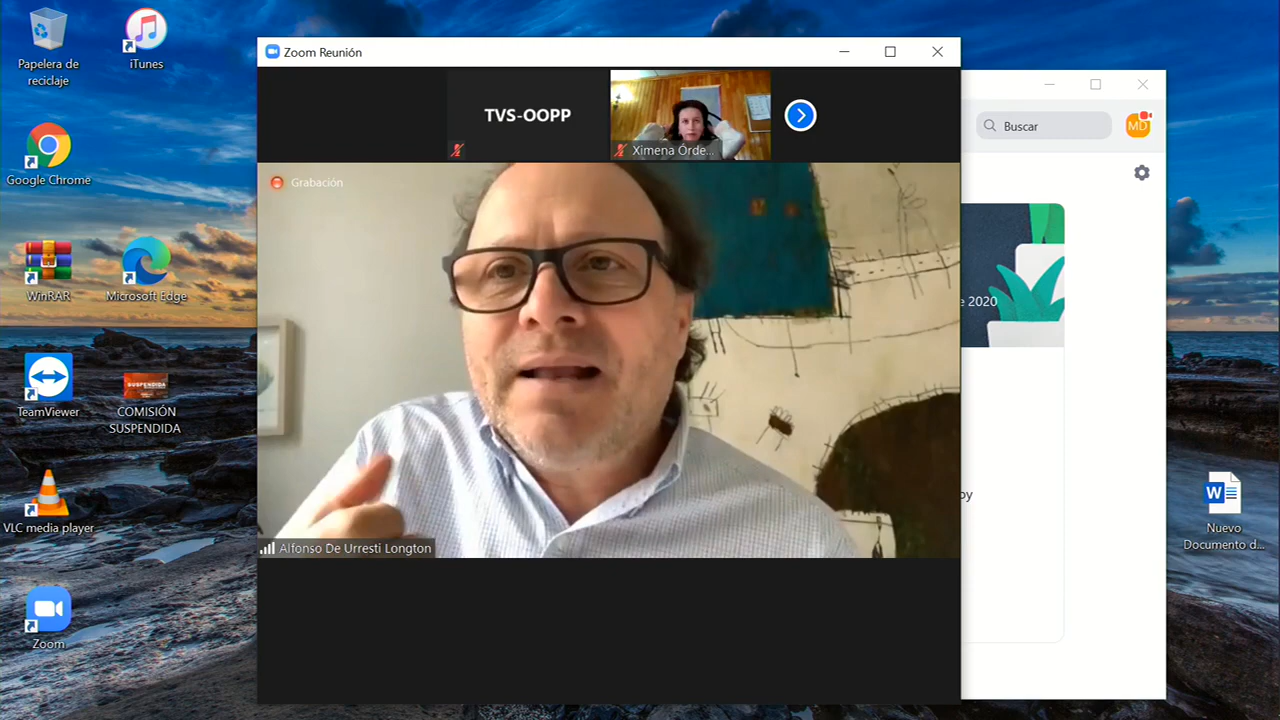 Papelera de
reciclaje
iTunes
Google Chrome
WinRAR
Microsoft Edge
TeamViewer
SUSPENDIDA
COMISIÓN
SUSPENDIDA
VLC media player
Zoom
Zoom Reunión
TVS-OOPP
Ximena Órde...
Grabación
Alfonso De Urresti Longton
Buscar
MD
e 2020
oy
W
Nuevo
Documento d...